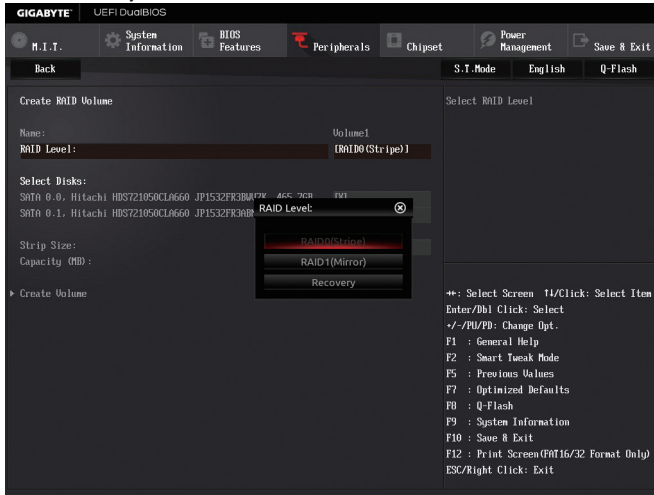 GIGABYTE™ UEFI DualBIOS
M.I.T. System Information BIOS Features Peripherals Chipset Power Management Save & Exit
Back S.T.Mode English Q-Flash
Create RAID Volume Select RAID Level
Name: Volume1
RAID Level: [RAID0(Stripe)]
Select Disks:
SATA 0.0, Hitachi HDS721050CLA660 465.7GB [X]
SATA 0.1, Hitachi HDS721050CLA660
RAID Level:
RAID0(Stripe)
RAID1(Mirror)
Recovery
Strip Size:
Capacity (MB):
Create Volume
→←: Select Screen ↑↓/Click: Select Item
Enter/Dbl Click: Select
+/-/PU/PD: Change Opt.
F1 : General Help
F2 : Smart Tweak Mode
F5 : Previous Values
F7 : Optimized Defaults
F8 : Q-Flash
F9 : System Information
F10 : Save & Exit
F12 : Print Screen(FAT16/32 Format Only)
ESC/Right Click: Exit